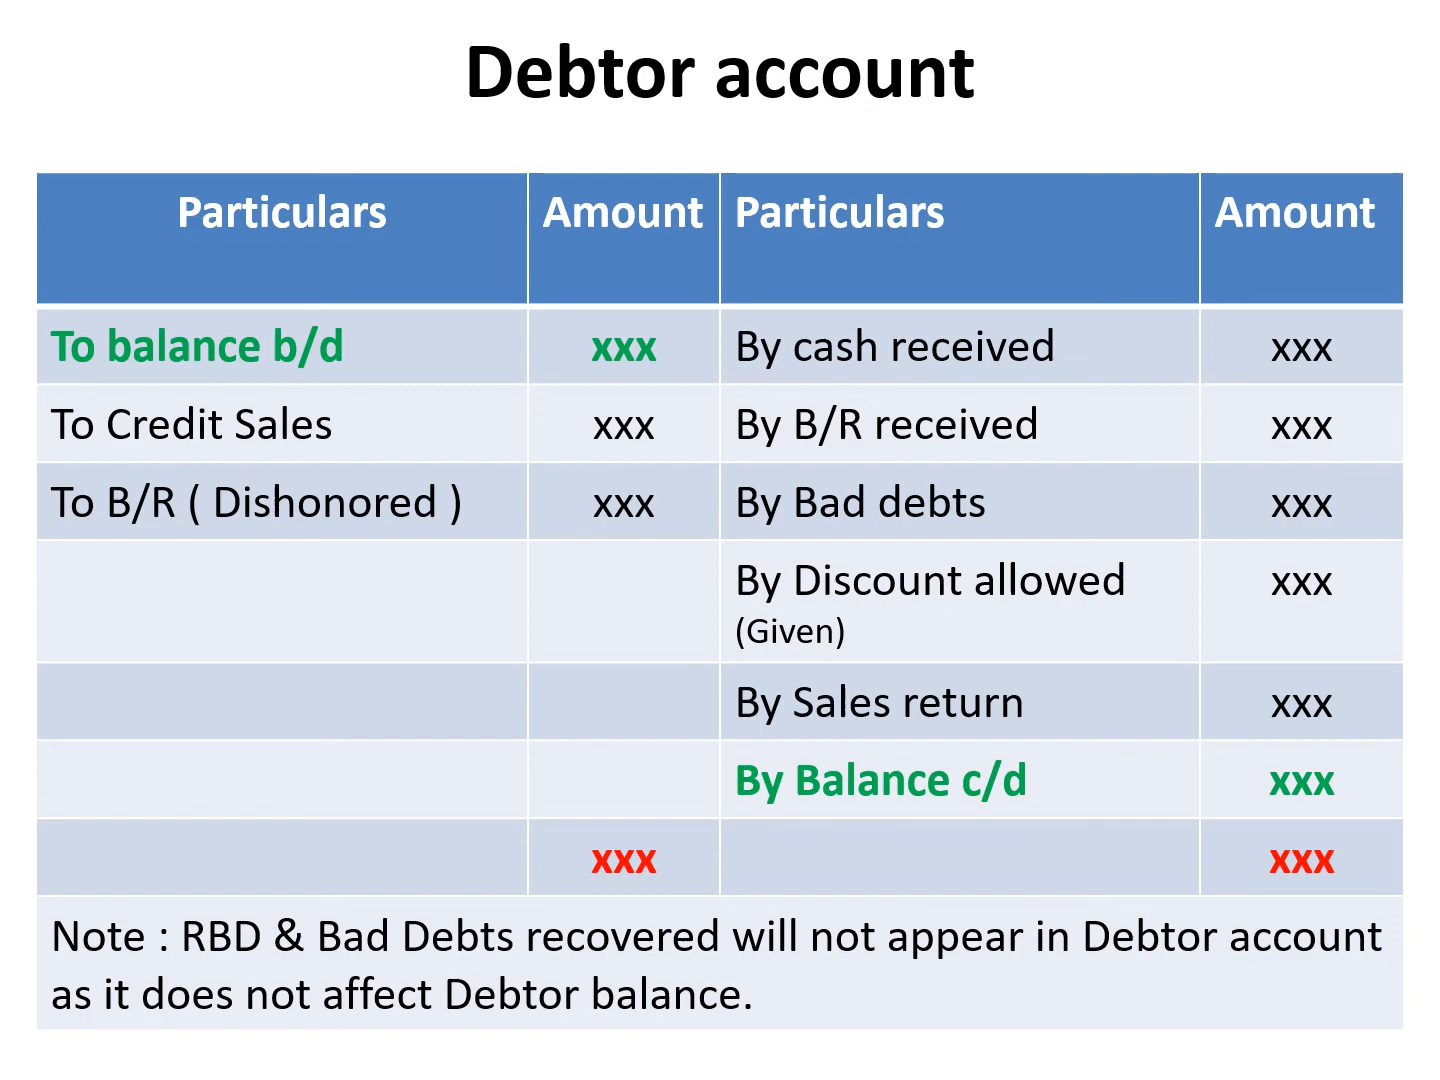 Debtor account
Particulars Amount Particulars Amount
To balance b/d xxx By cash received xxx
To Credit Sales xxx By B/R received xxx
To B/R ( Dishonored ) xxx By Bad debts xxx
By Discount allowed xxx
(Given)
By Sales return xxx
By Balance c/d xxx
xxx xxx
Note : RBD & Bad Debts recovered will not appear in Debtor account
as it does not affect Debtor balance.